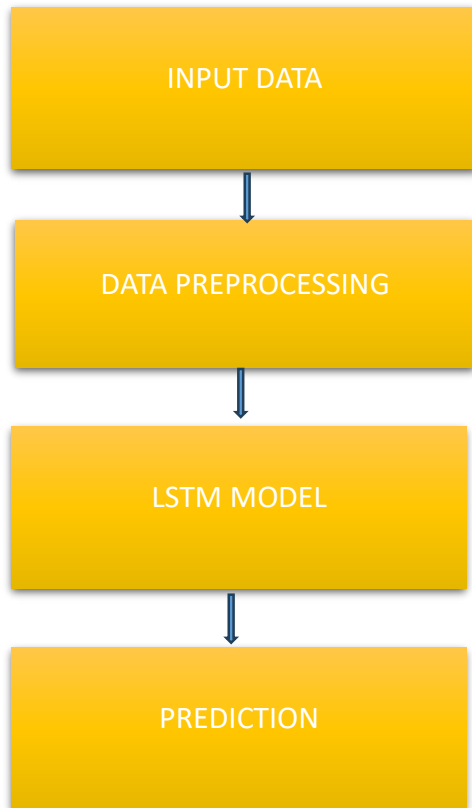 INPUT DATA
DATA PREPROCESSING
LSTM MODEL
PREDICTION